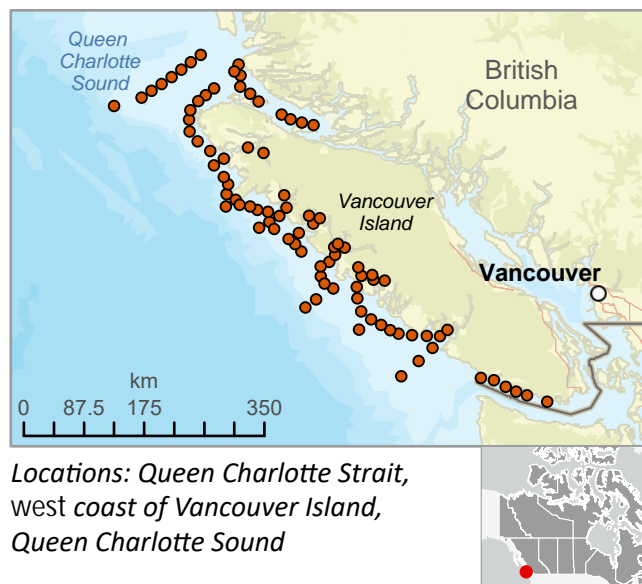 Queen
Charlotte
Sound
British
Columbia
Vancouver
Island
Vancouver
km
0 87.5 175 350
Locations: Queen Charlotte Strait,
west coast of Vancouver Island,
Queen Charlotte Sound